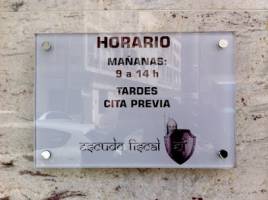 HORARIO
MAÑANAS:
9 a 14 h
TARDES
CITA PREVIA
escudo fiscal